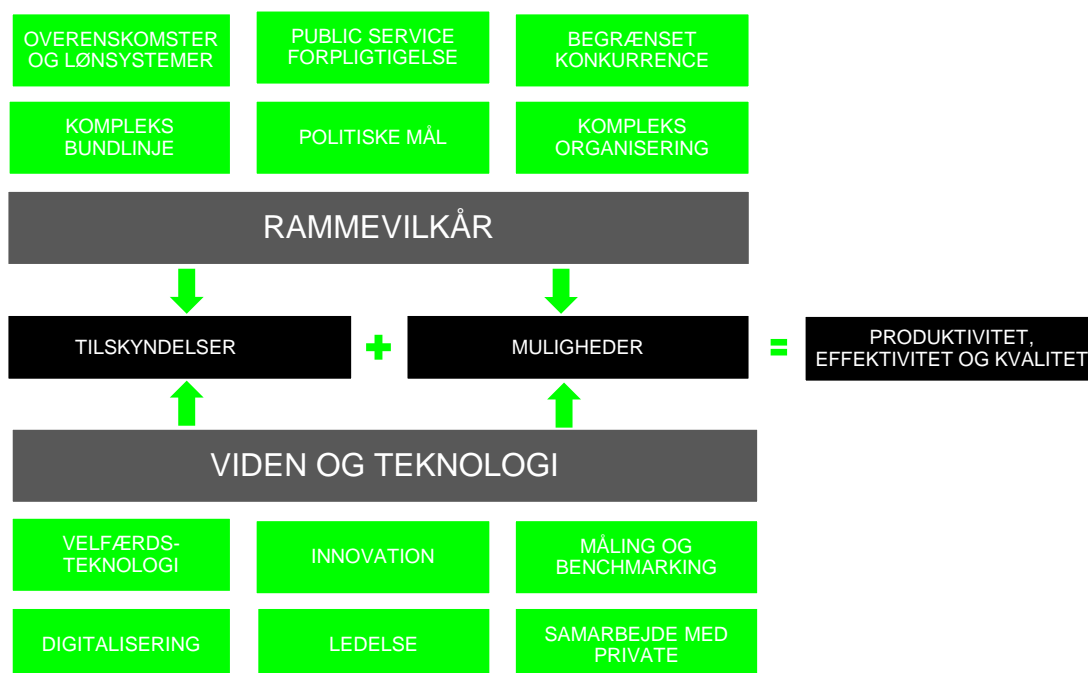 OVERENSKOMSTER
OG LØNSYSTEMER
PUBLIC SERVICE
FORPLIGTIGELSE
BEGRÆNSET
KONKURRENCE
KOMPLEKS
BUNDLINJE
POLITISKE MÅL
KOMPLEKS
ORGANISERING
RAMMEVILKÅR
TILSKYNDELSER
+
MULIGHEDER
=
PRODUKTIVITET,
EFFEKTIVITET OG KVALITET
VIDEN OG TEKNOLOGI
VELFÆRDS-
TEKNOLOGI
INNOVATION
MÅLING OG
BENCHMARKING
DIGITALISERING
LEDELSE
SAMARBEJDE MED
PRIVATE